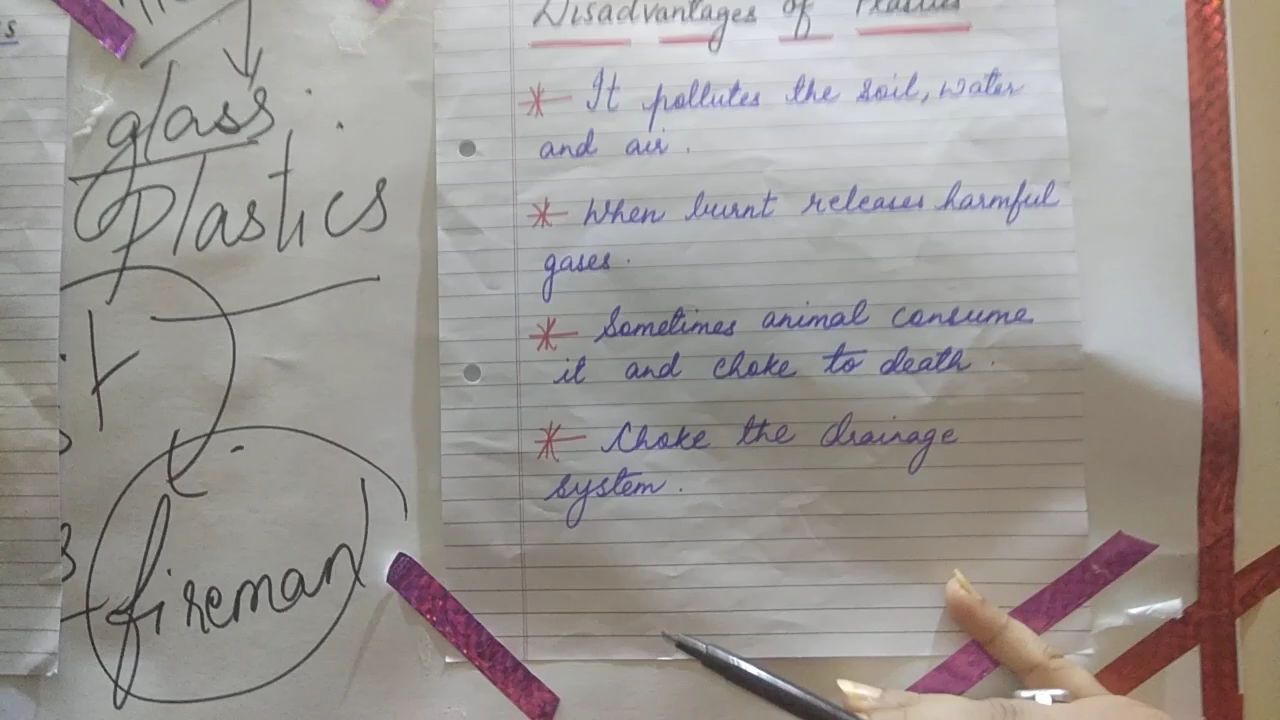 glass
Plastics
fireman
Disadvantages of Plastics
It pollutes the soil, water
and air.
When burnt releases harmful
gases.
Sometimes animal consume
it and choke to death.
Choke the drainage
system.